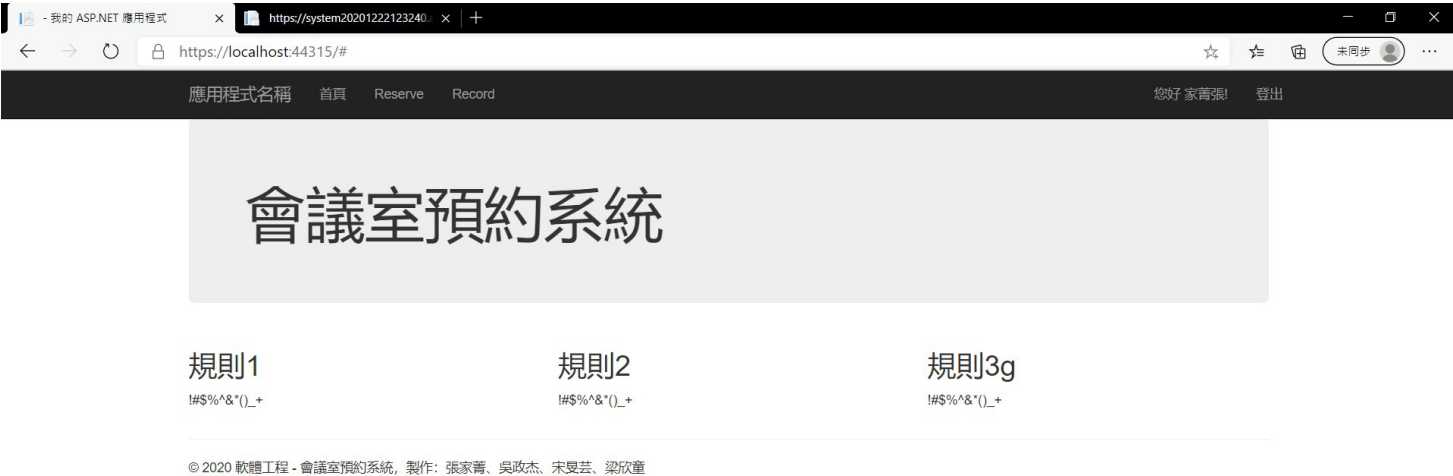 - 我的 ASP.NET 應用程式
https://system20201222123240.
https://localhost:44315/#
未同步
應用程式名稱 首頁 Reserve Record 您好 家菁張! 登出
會議室預約系統
規則1 規則2 規則3g
!#$%^&*()_+ !#$%^&*()_+ !#$%^&*()_+
© 2020 軟體工程 - 會議室預約系統，製作：張家菁、吳政杰、宋旻芸、梁欣童